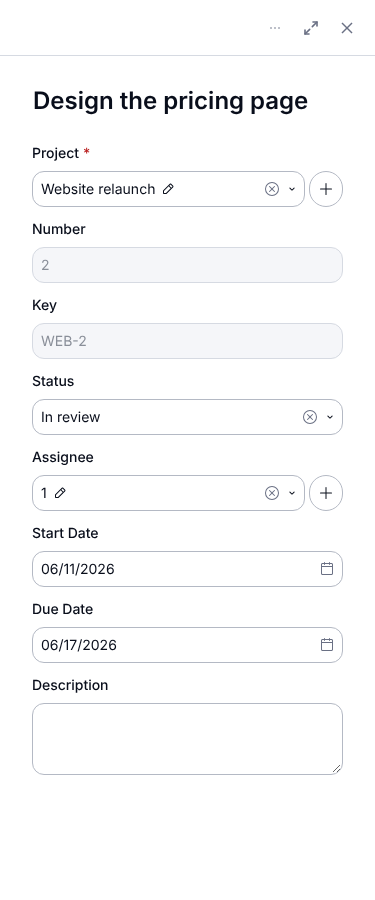 Design the pricing page
Project *
Website relaunch
Number
2
Key
WEB-2
Status
In review
Assignee
1
Start Date
06/11/2026
Due Date
06/17/2026
Description